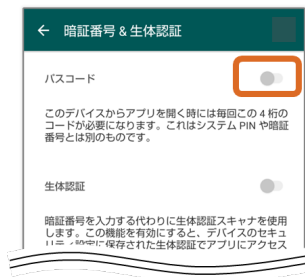 ← 暗証番号 & 生体認証
パスコード
このデバイスからアプリを開く時には毎回この 4 桁の
コードが必要になります。これはシステム PIN や暗証
番号とは別のものです。
生体認証
暗証番号を入力する代わりに生体認証スキャナを使用
します。この機能を有効にすると、デバイスのセキュ
リティ設定に保存された生体認証でアプリにアクセス